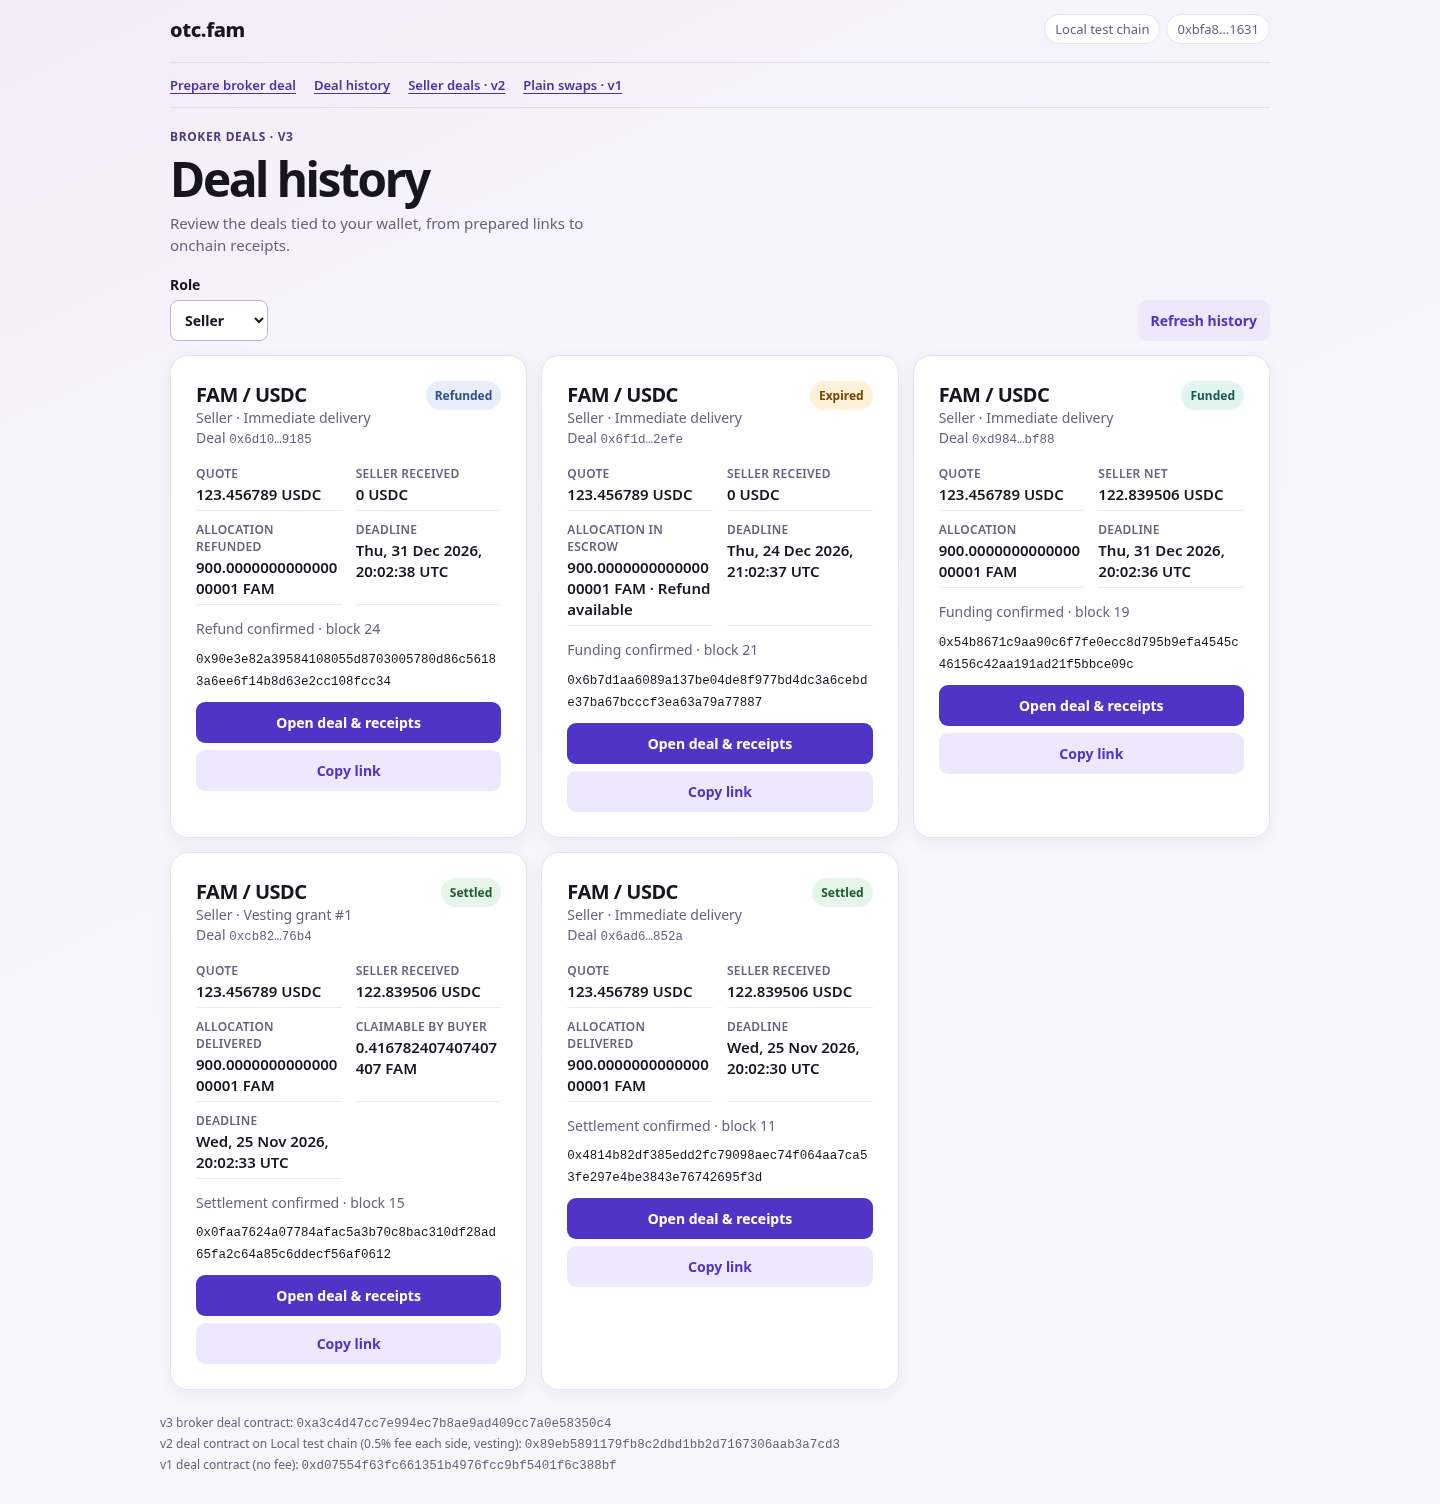 otc.fam
Local test chain
0xbfa8…1631
Prepare broker deal
Deal history
Seller deals · v2
Plain swaps · v1
BROKER DEALS · V3
Deal history
Review the deals tied to your wallet, from prepared links to
onchain receipts.
Role
Seller
Refresh history
FAM / USDC
Refunded
Seller · Immediate delivery
Deal 0x6d10…9185
QUOTE
123.456789 USDC
SELLER RECEIVED
0 USDC
ALLOCATION
REFUNDED
900.0000000000000
00001 FAM
DEADLINE
Thu, 31 Dec 2026,
20:02:38 UTC
Refund confirmed · block 24
0x90e3e82a39584108055d8703005780d86c5618
3a6ee6f14b8d63e2cc108fcc34
Open deal & receipts
Copy link
FAM / USDC
Expired
Seller · Immediate delivery
Deal 0x6f1d…2efe
QUOTE
123.456789 USDC
SELLER RECEIVED
0 USDC
ALLOCATION IN
ESCROW
900.0000000000000
00001 FAM · Refund
available
DEADLINE
Thu, 24 Dec 2026,
21:02:37 UTC
Funding confirmed · block 21
0x6b7d1aa6089a137be04de8f977bd4dc3a6cebd
e37ba67bcccf3ea63a79a77887
Open deal & receipts
Copy link
FAM / USDC
Funded
Seller · Immediate delivery
Deal 0xd984…bf88
QUOTE
123.456789 USDC
SELLER NET
122.839506 USDC
ALLOCATION
900.0000000000000
00001 FAM
DEADLINE
Thu, 31 Dec 2026,
20:02:36 UTC
Funding confirmed · block 19
0x54b8671c9aa90c6f7fe0ecc8d795b9efa4545c
46156c42aa191ad21f5bbce09c
Open deal & receipts
Copy link
FAM / USDC
Settled
Seller · Vesting grant #1
Deal 0xcb82…76b4
QUOTE
123.456789 USDC
SELLER RECEIVED
122.839506 USDC
ALLOCATION
DELIVERED
900.0000000000000
00001 FAM
CLAIMABLE BY BUYER
0.416782407407407
407 FAM
DEADLINE
Wed, 25 Nov 2026,
20:02:33 UTC
Settlement confirmed · block 15
0x0faa7624a07784afac5a3b70c8bac310df28ad
65fa2c64a85c6ddecf56af0612
Open deal & receipts
Copy link
FAM / USDC
Settled
Seller · Immediate delivery
Deal 0x6ad6…852a
QUOTE
123.456789 USDC
SELLER RECEIVED
122.839506 USDC
ALLOCATION
DELIVERED
900.0000000000000
00001 FAM
DEADLINE
Wed, 25 Nov 2026,
20:02:30 UTC
Settlement confirmed · block 11
0x4814b82df385edd2fc79098aec74f064aa7ca5
3fe297e4be3843e76742695f3d
Open deal & receipts
Copy link
v3 broker deal contract: 0xa3c4d47cc7e994ec7b8ae9ad409cc7a0e58350c4
v2 deal contract on Local test chain (0.5% fee each side, vesting): 0x89eb5891179fb8c2dbd1bb2d7167306aab3a7cd3
v1 deal contract (no fee): 0xd07554f63fc661351b4976fcc9bf5401f6c388bf